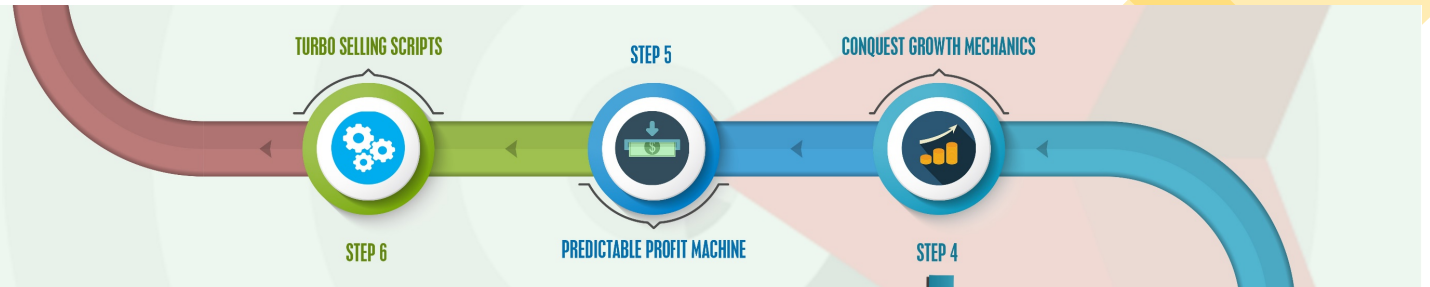 TURBO SELLING SCRIPTS
STEP 5
CONQUEST GROWTH MECHANICS
$
STEP 6
PREDICTABLE PROFIT MACHINE
STEP 4